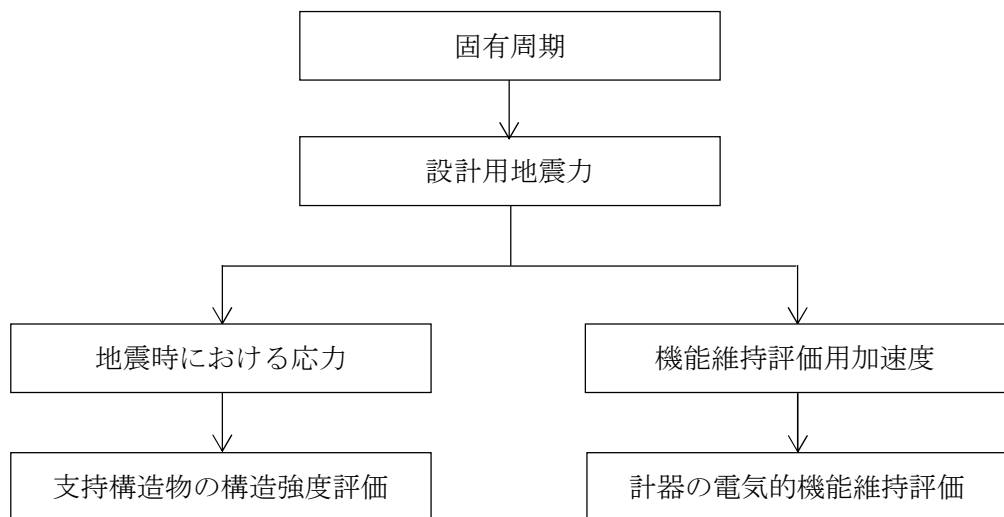 固有周期
設計用地震力
地震時における応力
機能維持評価用加速度
支持構造物の構造強度評価
計器の電気的機能維持評価